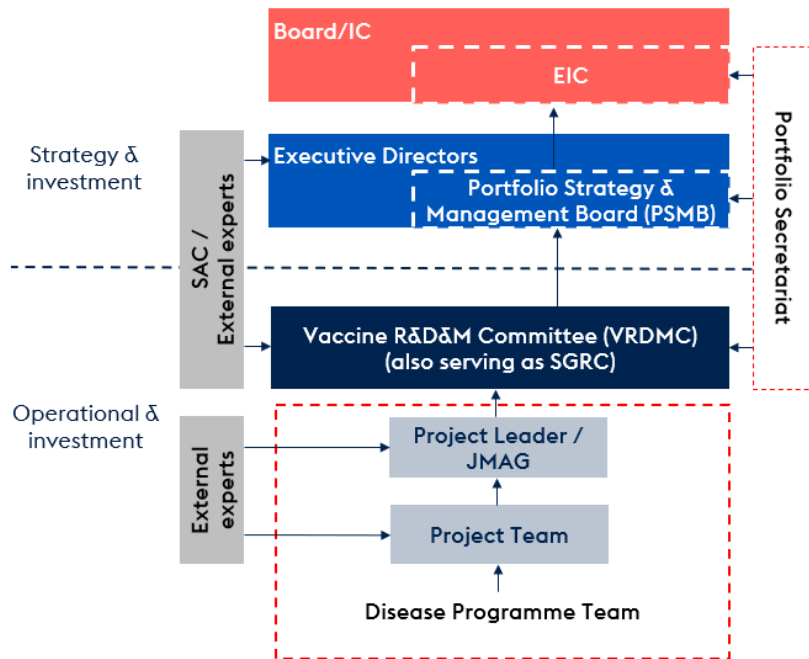 Board/IC
EIC
Strategy &
investment
Executive Directors
Portfolio Strategy &
Management Board (PSMB)
SAC /
External experts
Portfolio Secretariat
Vaccine R&D&M Committee (VRDMC)
(also serving as SGRC)
Operational &
investment
Project Leader /
JMAG
External
experts
Project Team
Disease Programme Team